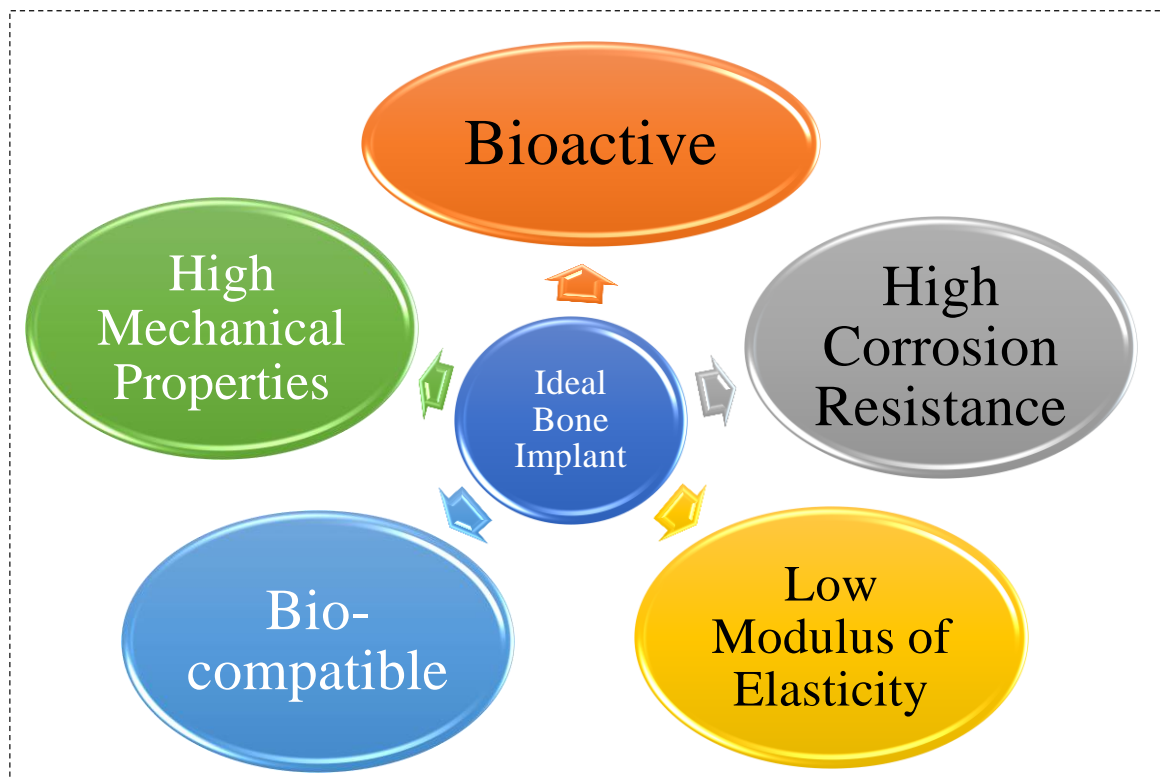 Bioactive
High
Mechanical
Properties
High
Corrosion
Resistance
Ideal
Bone
Implant
Bio-
compatible
Low
Modulus of
Elasticity